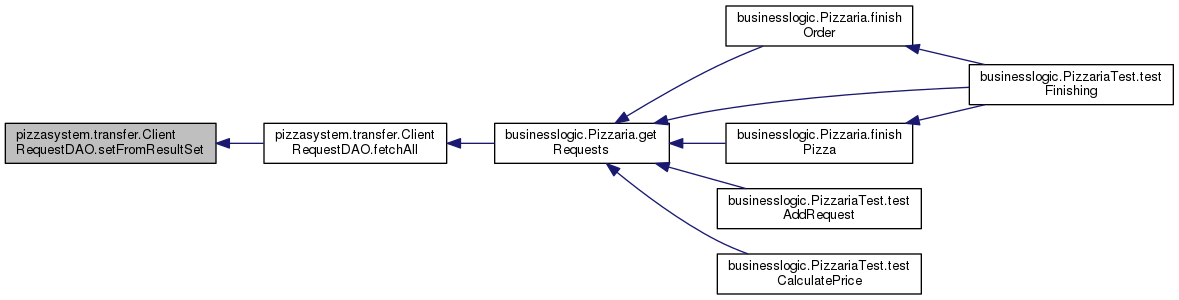 pizzasystem.transfer.Client
RequestDAO.setFromResultSet
pizzasystem.transfer.Client
RequestDAO.fetchAll
businesslogic.Pizzaria.get
Requests
businesslogic.Pizzaria.finish
Order
businesslogic.PizzariaTest.test
Finishing
businesslogic.Pizzaria.finish
Pizza
businesslogic.PizzariaTest.test
AddRequest
businesslogic.PizzariaTest.test
CalculatePrice